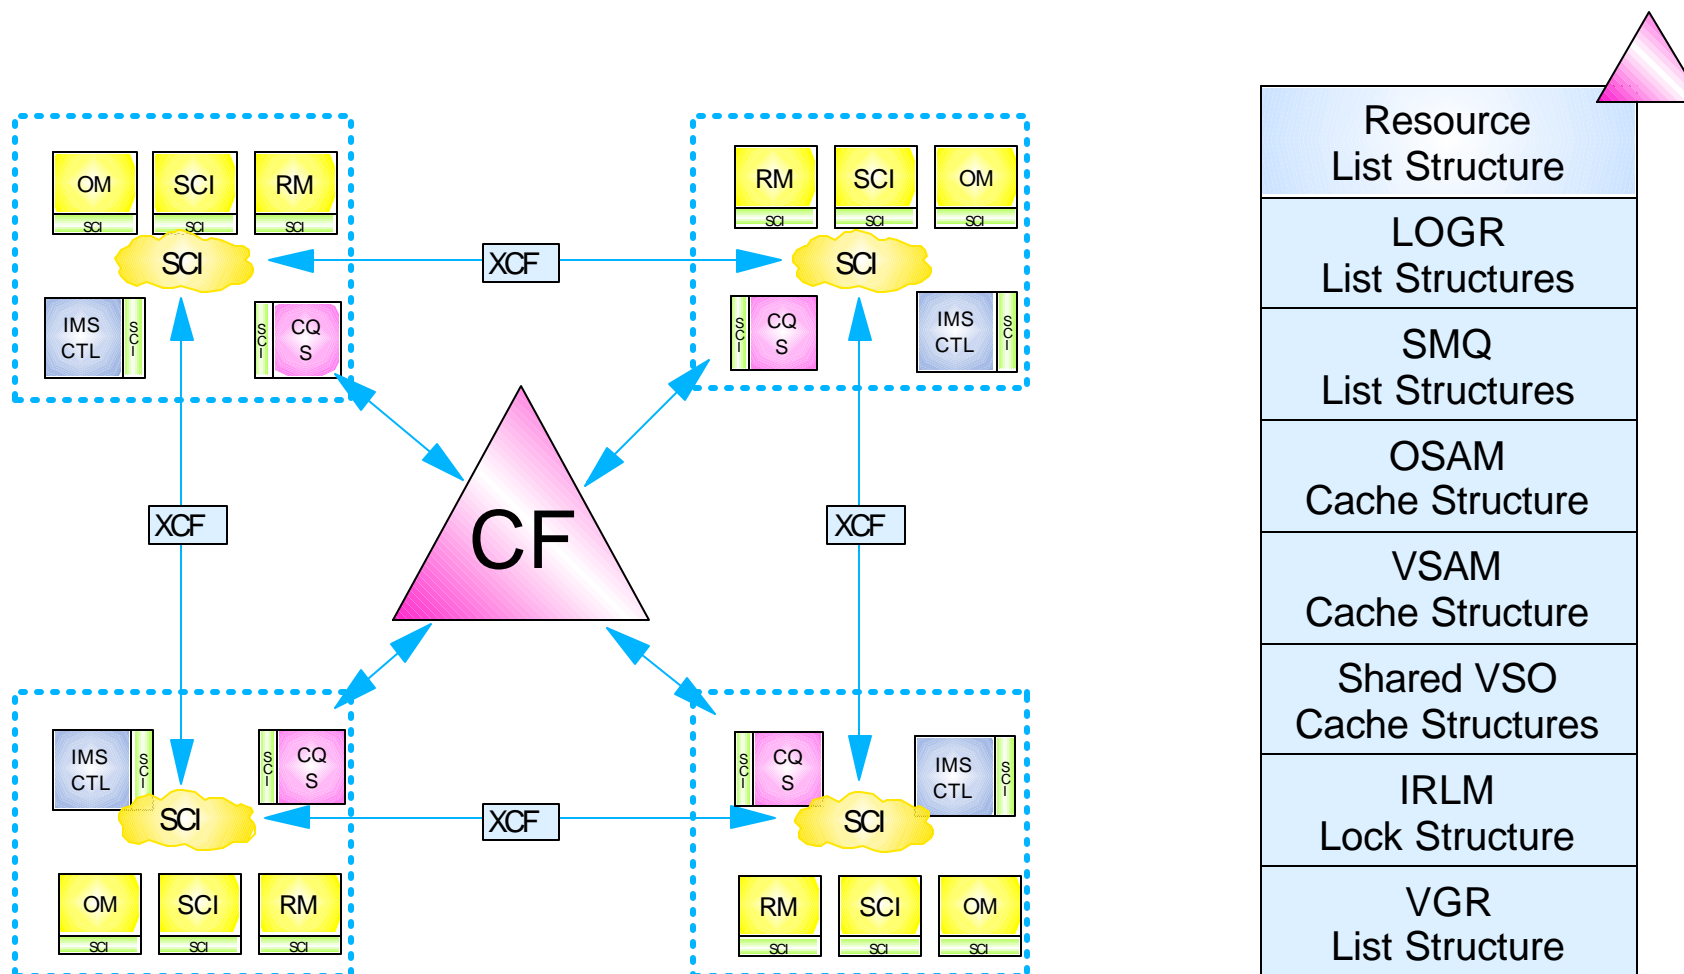 OM
SCI
RM
SCI
SCI
SCI
SCI
IMS
CTL
SCI
SCI
CQ
S
XCF
RM
SCI
OM
SCI
SCI
SCI
SCI
SCI
CQ
S
IMS
CTL
SCI
XCF
CF
XCF
IMS
CTL
SCI
SCI
CQ
S
SCI
OM
SCI
RM
SCI
SCI
SCI
XCF
SCI
CQ
S
IMS
CTL
SCI
SCI
RM
SCI
OM
SCI
SCI
SCI
Resource
List Structure
LOGR
List Structures
SMQ
List Structures
OSAM
Cache Structure
VSAM
Cache Structure
Shared VSO
Cache Structures
IRLM
Lock Structure
VGR
List Structure